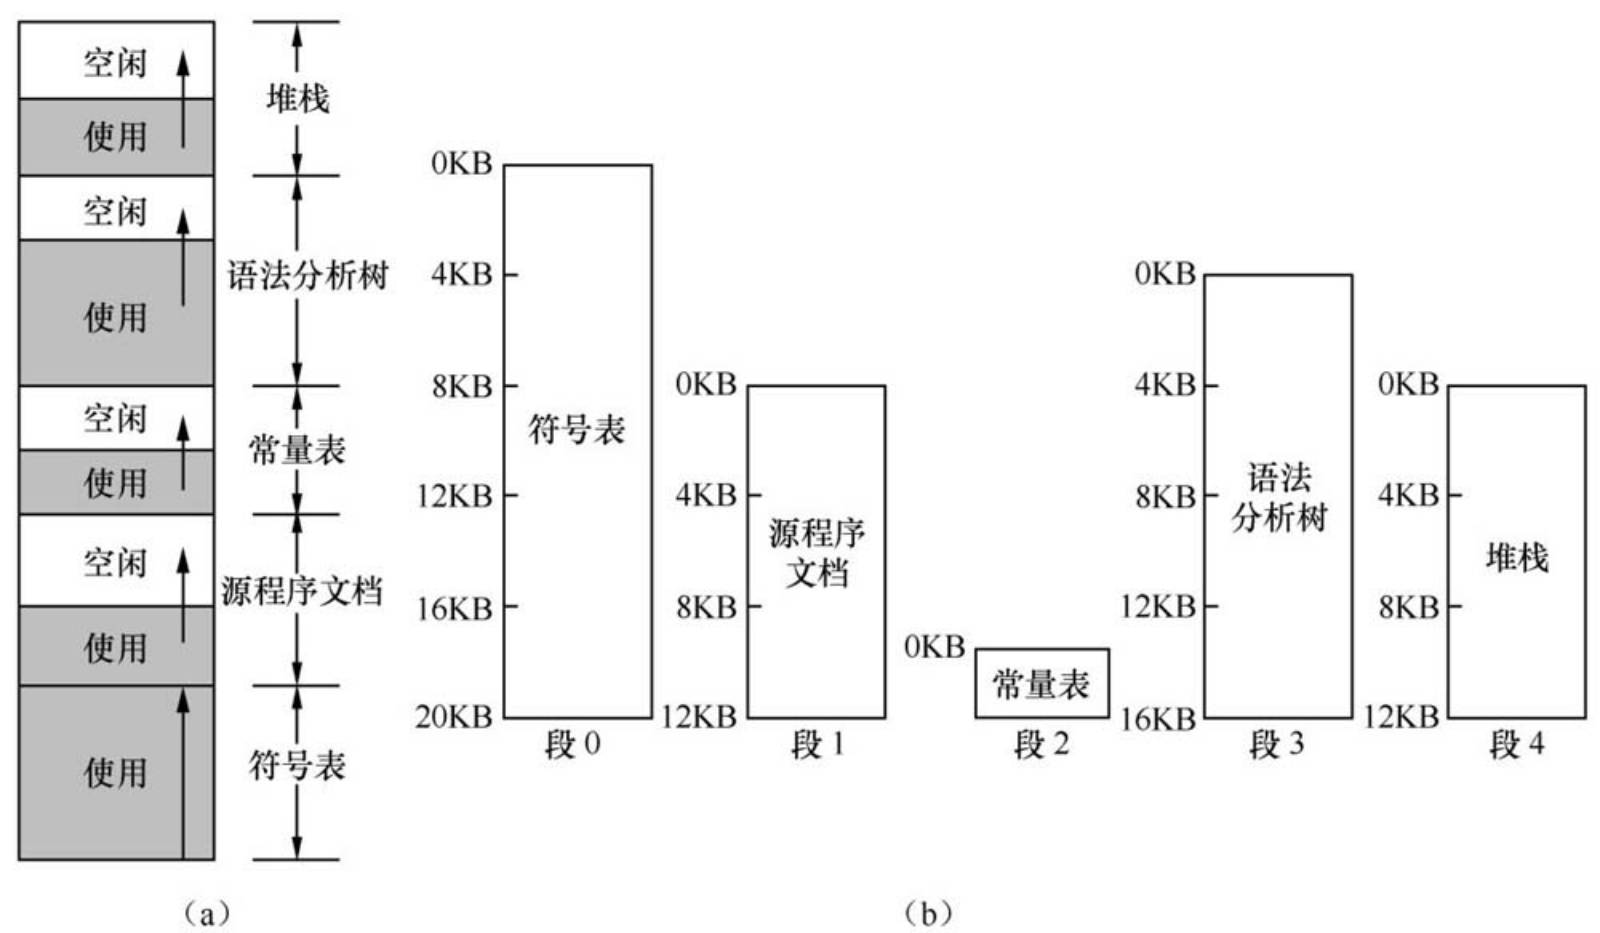 空闲
使用
堆栈
空闲
使用
语法分析树
空闲
使用
常量表
空闲
使用
源程序文档
使用
符号表
(a)
0KB
4KB
8KB
12KB
16KB
20KB
符号表
段 0
0KB
4KB
8KB
12KB
源程序
文档
段 1
0KB
常量表
段 2
0KB
4KB
8KB
12KB
16KB
语法
分析树
段 3
0KB
4KB
8KB
12KB
堆栈
段 4
(b)